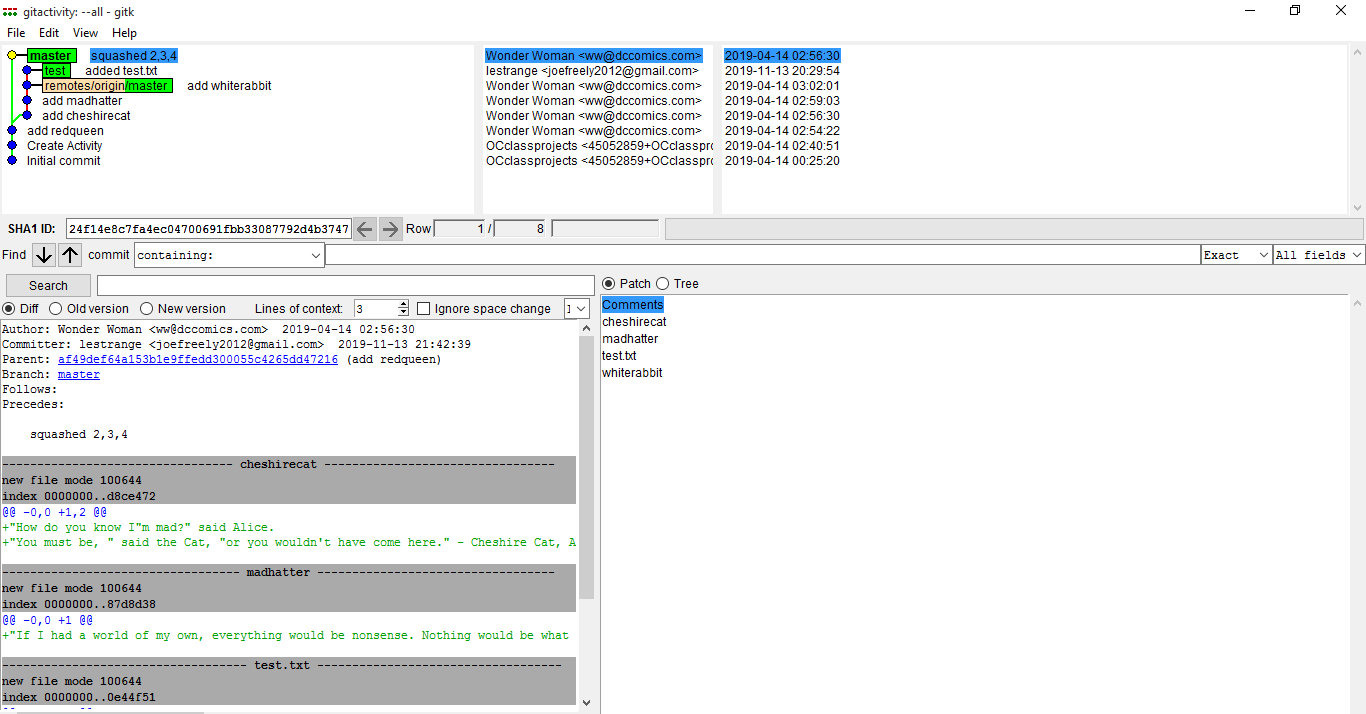 gitactivity: --all - gitk
File Edit View Help
master squashed 2,3,4 Wonder Woman <ww@dccomics.com> 2019-04-14 02:56:30
test added test.txt lestrange <joefreely2012@gmail.com> 2019-11-13 20:29:54
remotes/origin/master add whiterabbit Wonder Woman <ww@dccomics.com> 2019-04-14 03:02:01
add madhatter Wonder Woman <ww@dccomics.com> 2019-04-14 02:59:03
add cheshirecat Wonder Woman <ww@dccomics.com> 2019-04-14 02:56:30
add redqueen Wonder Woman <ww@dccomics.com> 2019-04-14 02:54:22
Create Activity OCclassprojects <45052859+OCclasspro 2019-04-14 02:40:51
Initial commit OCclassprojects <45052859+OCclasspro 2019-04-14 00:25:20
SHA1 ID: 24f14e8c7fa4ec04700691fbb33087792d4b3747 Row 1 / 8
Find commit containing: Exact All fields
Search
Diff Old version New version Lines of context: 3 Ignore space change
Author: Wonder Woman <ww@dccomics.com> 2019-04-14 02:56:30
Committer: lestrange <joefreely2012@gmail.com> 2019-11-13 21:42:39
Parent: af49def64a153b1e9ffedd300055c4265dd47216 (add redqueen)
Branch: master
Follows:
Precedes:
squashed 2,3,4
--------------------------------- cheshirecat ---------------------------------
new file mode 100644
index 0000000..d8ce472
@@ -0,0 +1,2 @@
+"How do you know I"m mad?" said Alice.
+"You must be, " said the Cat, "or you wouldn't have come here." - Cheshire Cat, A
---------------------------------- madhatter ----------------------------------
new file mode 100644
index 0000000..87d8d38
@@ -0,0 +1 @@
+"If I had a world of my own, everything would be nonsense. Nothing would be what
----------------------------------- test.txt -----------------------------------
new file mode 100644
index 0000000..0e44f51
Patch Tree
Comments
cheshirecat
madhatter
test.txt
whiterabbit